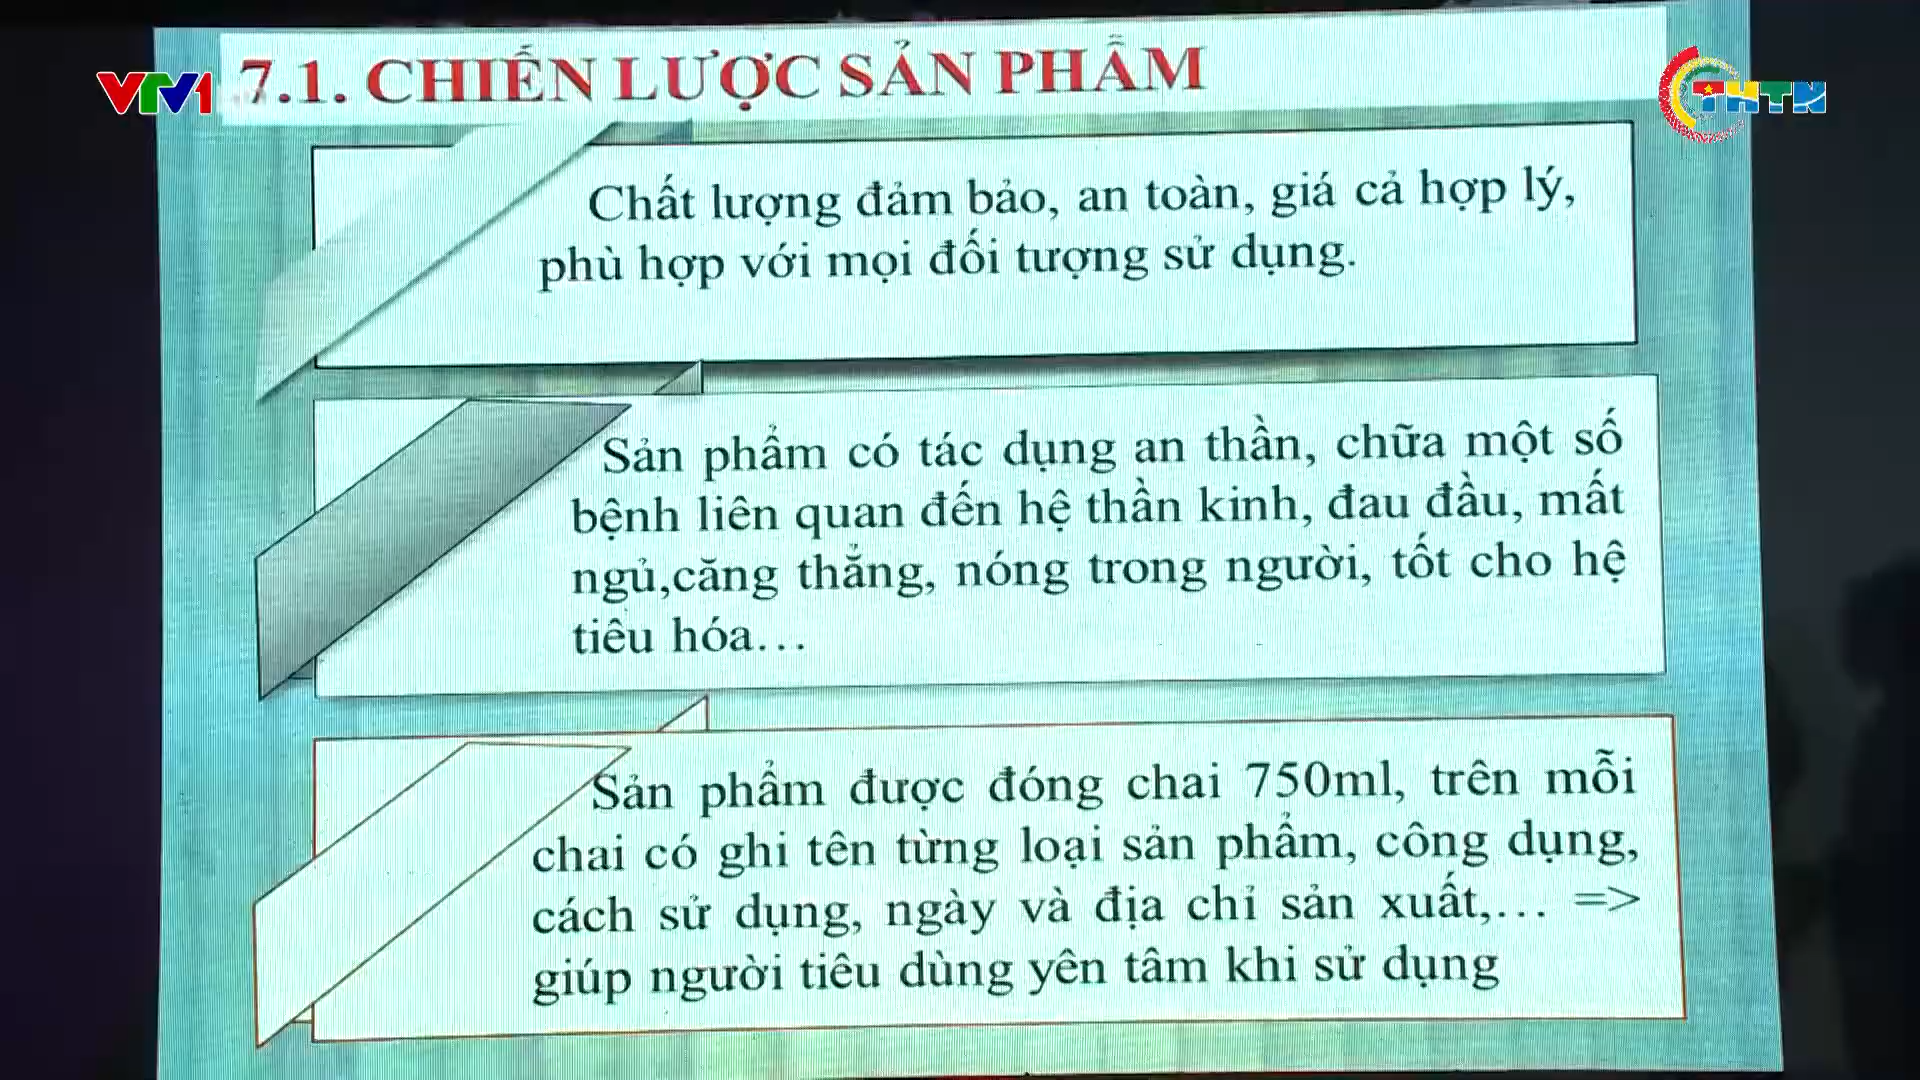 VTV1
THTN
7.1. CHIẾN LƯỢC SẢN PHẨM
Chất lượng đảm bảo, an toàn, giá cả hợp lý,
phù hợp với mọi đối tượng sử dụng.
Sản phẩm có tác dụng an thần, chữa một số
bệnh liên quan đến hệ thần kinh, đau đầu, mất
ngủ,căng thẳng, nóng trong người, tốt cho hệ
tiêu hóa…
Sản phẩm được đóng chai 750ml, trên mỗi
chai có ghi tên từng loại sản phẩm, công dụng,
cách sử dụng, ngày và địa chỉ sản xuất,… =>
giúp người tiêu dùng yên tâm khi sử dụng